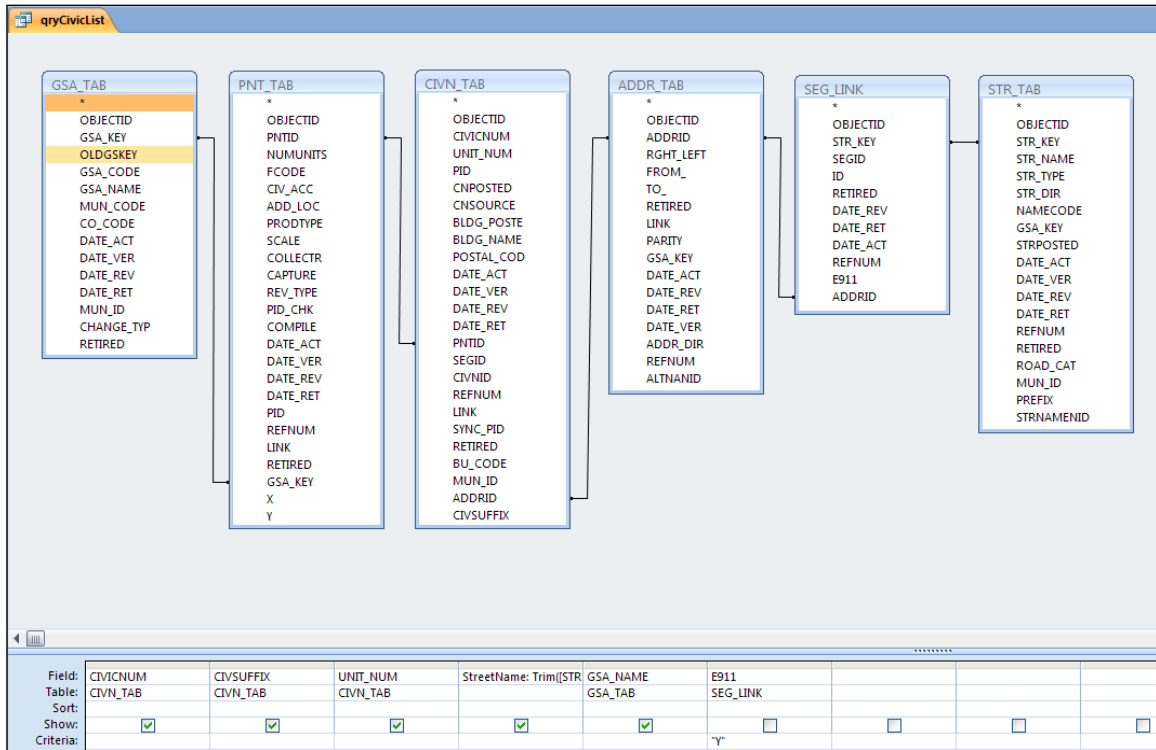 qryCivicList
GSA_TAB
*
OBJECTID
GSA_KEY
OLDGSKEY
GSA_CODE
GSA_NAME
MUN_CODE
CO_CODE
DATE_ACT
DATE_VER
DATE_REV
DATE_RET
MUN_ID
CHANGE_TYP
RETIRED
PNT_TAB
*
OBJECTID
PNTID
NUMUNITS
FCODE
CIV_ACC
ADD_LOC
PRODTYPE
SCALE
COLLECTR
CAPTURE
REV_TYPE
PID_CHK
COMPILE
DATE_ACT
DATE_VER
DATE_REV
DATE_RET
PID
REFNUM
LINK
RETIRED
GSA_KEY
X
Y
CIVN_TAB
*
OBJECTID
CIVICNUM
UNIT_NUM
PID
CNPOSTED
CNSOURCE
BLDG_POSTE
BLDG_NAME
POSTAL_COD
DATE_ACT
DATE_VER
DATE_REV
DATE_RET
PNTID
SEGID
CIVNID
REFNUM
LINK
SYNC_PID
RETIRED
BU_CODE
MUN_ID
ADDRID
CIVSUFFIX
ADDR_TAB
*
OBJECTID
ADDRID
RGHT_LEFT
FROM_
TO_
RETIRED
LINK
PARITY
GSA_KEY
DATE_ACT
DATE_REV
DATE_RET
DATE_VER
ADDR_DIR
REFNUM
ALTNANID
SEG_LINK
*
OBJECTID
STR_KEY
SEGID
ID
RETIRED
DATE_REV
DATE_RET
DATE_ACT
REFNUM
E911
ADDRID
STR_TAB
*
OBJECTID
STR_KEY
STR_NAME
STR_TYPE
STR_DIR
NAMECODE
GSA_KEY
STRPOSTED
DATE_ACT
DATE_VER
DATE_REV
DATE_RET
REFNUM
RETIRED
ROAD_CAT
MUN_ID
PREFIX
STRNAMENID
Field: CIVICNUM CIVSUFFIX UNIT_NUM StreetName: Trim([STR GSA_NAME E911
Table: CIVN_TAB CIVN_TAB CIVN_TAB GSA_TAB SEG_LINK
Sort:
Show:
Criteria: "Y"